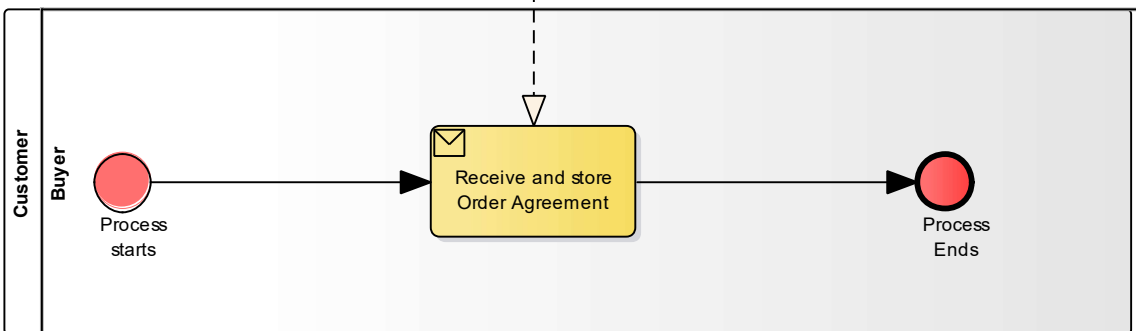 Customer
Buyer
Process
starts
Receive and store
Order Agreement
Process
Ends